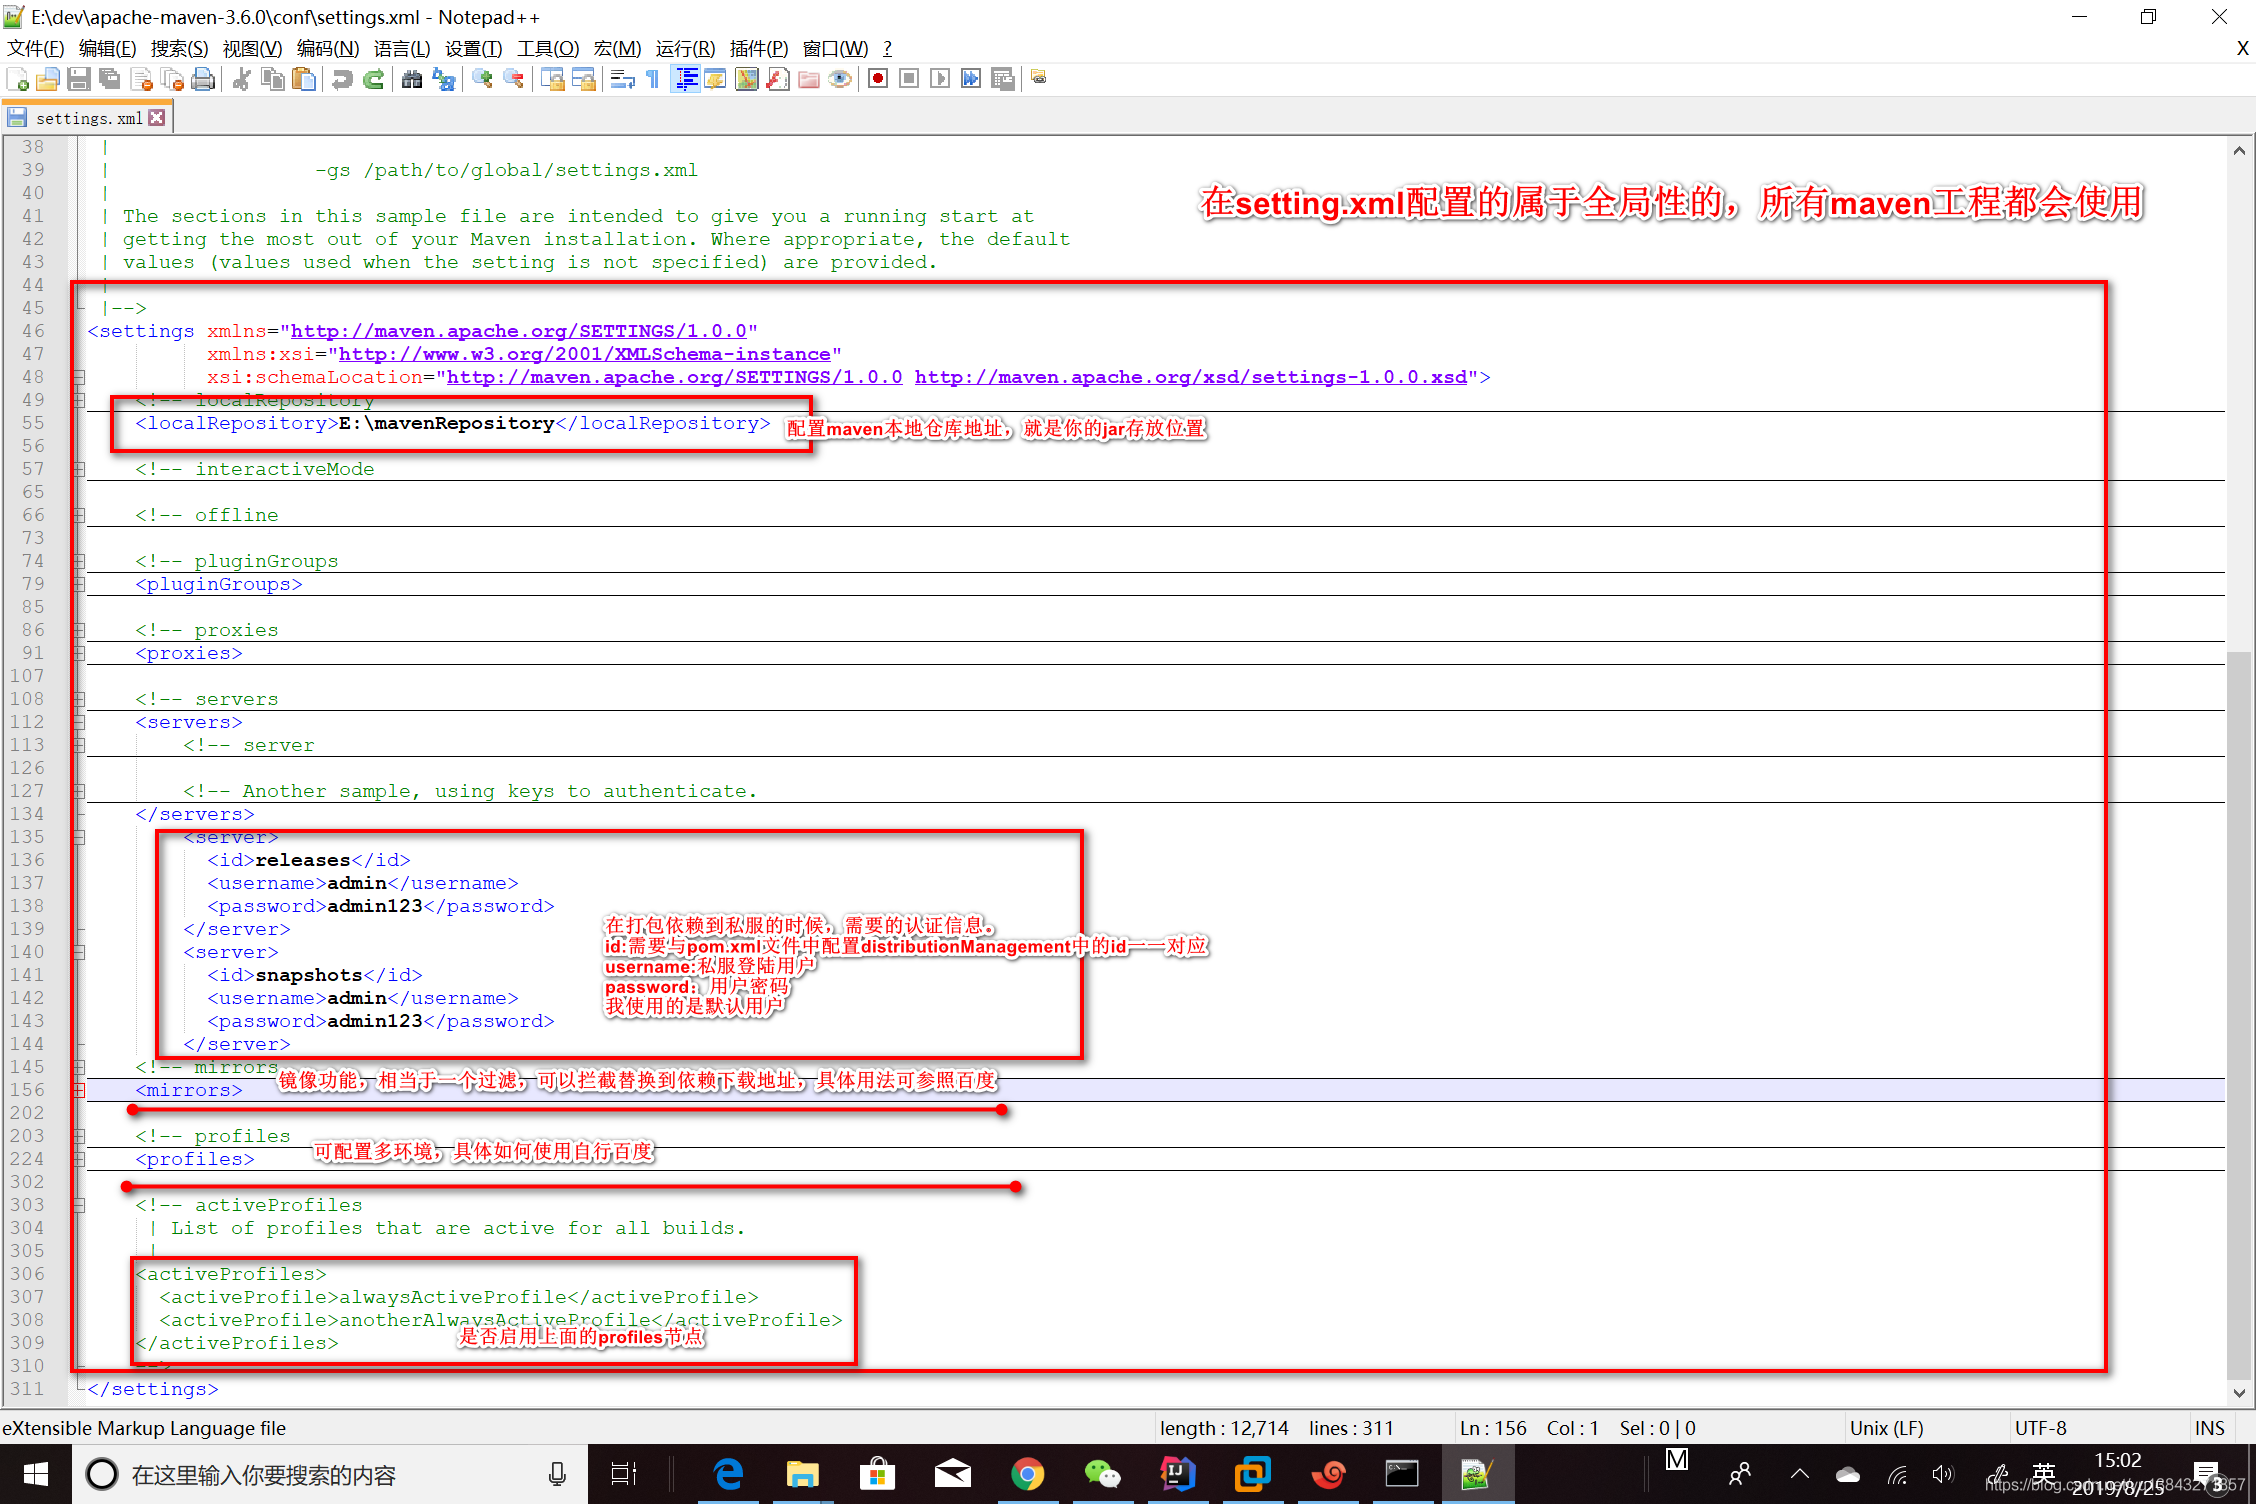 E:\dev\apache-maven-3.6.0\conf\settings.xml - Notepad++
文件(F) 编辑(E) 搜索(S) 视图(V) 编码(N) 语言(L) 设置(T) 工具(O) 宏(M) 运行(R) 插件(P) 窗口(W) ? X
settings.xml
38 |
39 | -gs /path/to/global/settings.xml
40 |
在setting.xml配置的属于全局性的，所有maven工程都会使用
41 | The sections in this sample file are intended to give you a running start at
42 | getting the most out of your Maven installation. Where appropriate, the default
43 | values (values used when the setting is not specified) are provided.
44 |
45 |-->
46 <settings xmlns="http://maven.apache.org/SETTINGS/1.0.0"
47 xmlns:xsi="http://www.w3.org/2001/XMLSchema-instance"
48 xsi:schemaLocation="http://maven.apache.org/SETTINGS/1.0.0 http://maven.apache.org/xsd/settings-1.0.0.xsd">
49 <!-- localRepository
55 <localRepository>E:\mavenRepository</localRepository> 配置maven本地仓库地址，就是你的jar存放位置
56
57 <!-- interactiveMode
65
66 <!-- offline
73
74 <!-- pluginGroups
79 <pluginGroups>
85
86 <!-- proxies
91 <proxies>
107
108 <!-- servers
112 <servers>
113 <!-- server
126
127 <!-- Another sample, using keys to authenticate.
134 </servers>
135 <server>
136 <id>releases</id>
137 <username>admin</username>
138 <password>admin123</password>
139 </server>
140 <server>
141 <id>snapshots</id>
142 <username>admin</username>
143 <password>admin123</password>
144 </server>
在打包依赖到私服的时候，需要的认证信息。
id:需要与pom.xml文件中配置distributionManagement中的id一一对应
username:私服登陆用户
password：用户密码
我使用的是默认用户
145 <!-- mirrors
镜像功能，相当于一个过滤，可以拦截替换到依赖下载地址，具体用法可参照百度
156 <mirrors>
202
203 <!-- profiles
可配置多环境，具体如何使用自行百度
224 <profiles>
302
303 <!-- activeProfiles
304 | List of profiles that are active for all builds.
305 |
306 <activeProfiles>
307 <activeProfile>alwaysActiveProfile</activeProfile>
308 <activeProfile>anotherAlwaysActiveProfile</activeProfile>
是否启用上面的profiles节点
309 </activeProfiles>
310 -->
311 </settings>
eXtensible Markup Language file length : 12,714 lines : 311 Ln : 156 Col : 1 Sel : 0 | 0 Unix (LF) UTF-8 INS
在这里输入你要搜索的内容
M
英
15:02
2019/8/25
3